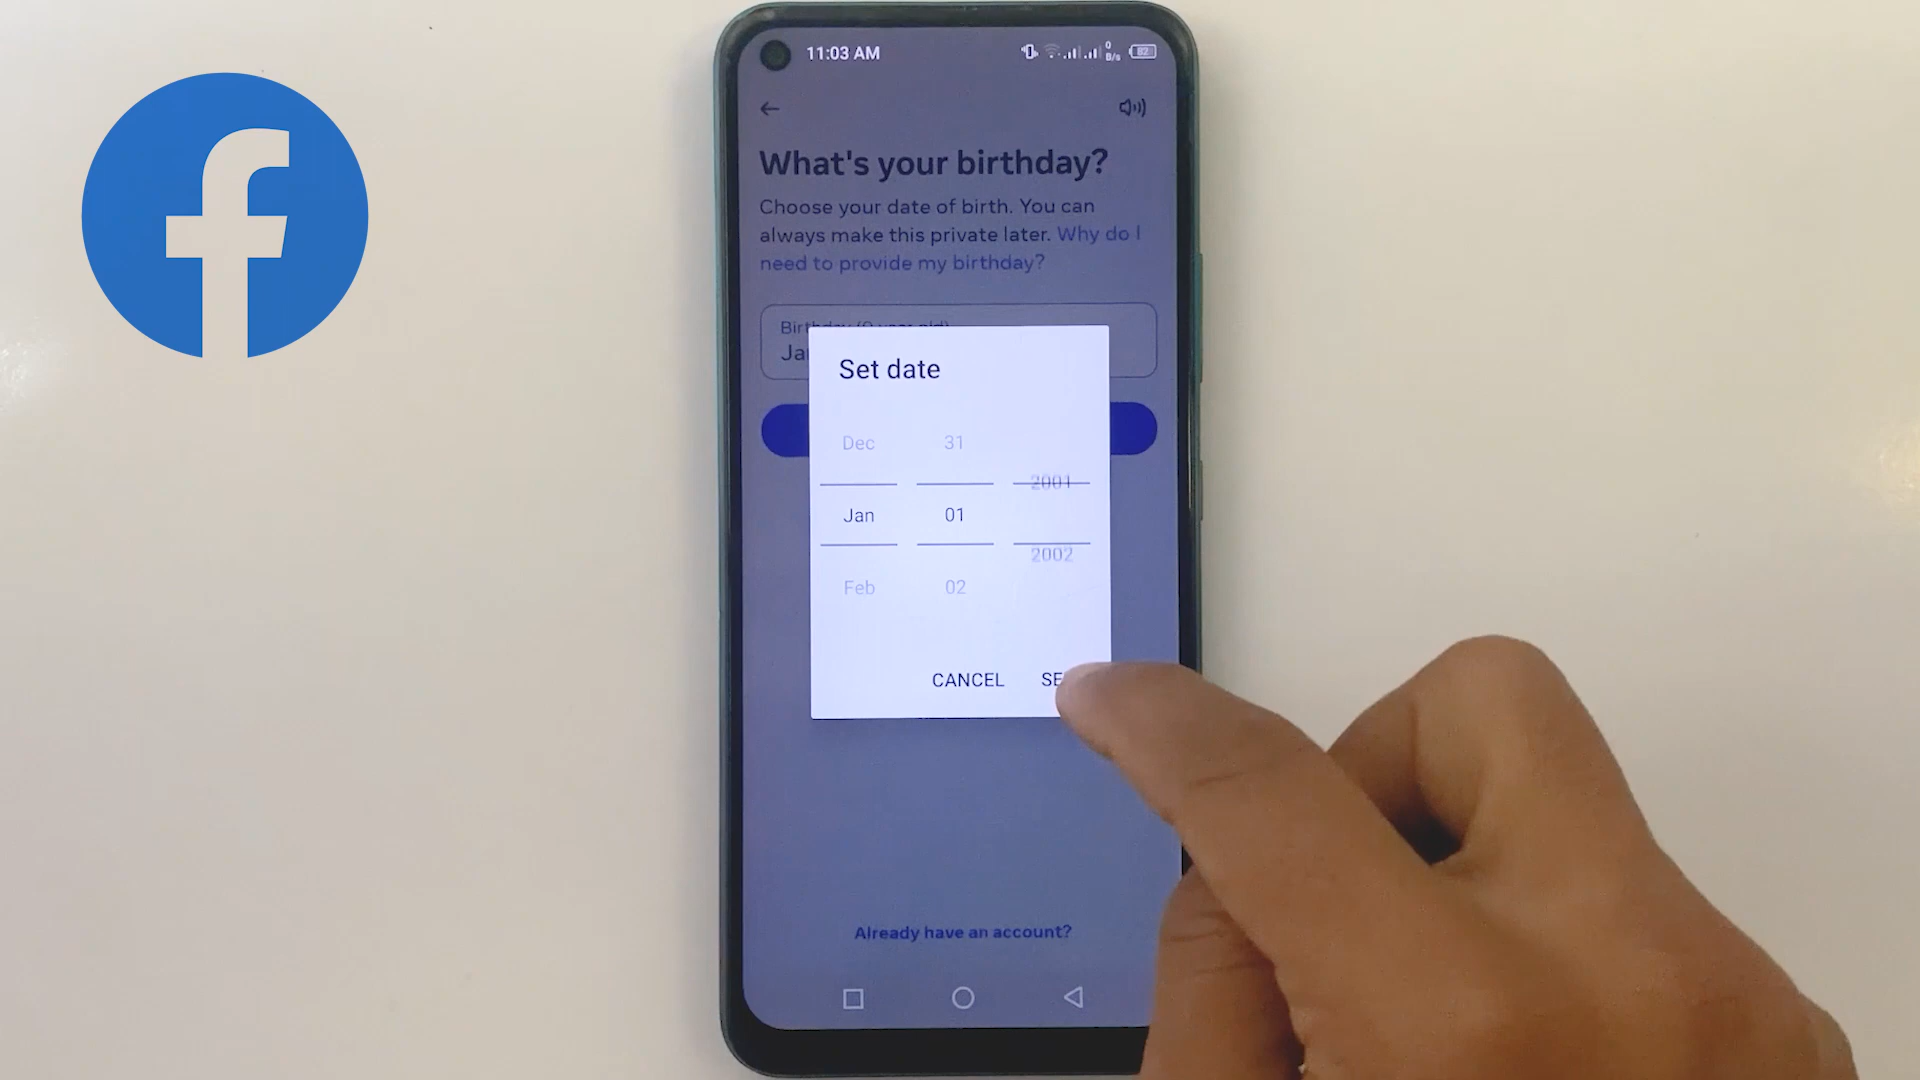 11:03 AM
0
B/s
82
What's your birthday?
Choose your date of birth. You can
always make this private later. Why do I
need to provide my birthday?
Birthday (0 year old)
Ja
Set date
Dec 31
2001
Jan 01
2002
Feb 02
CANCEL SE
Already have an account?